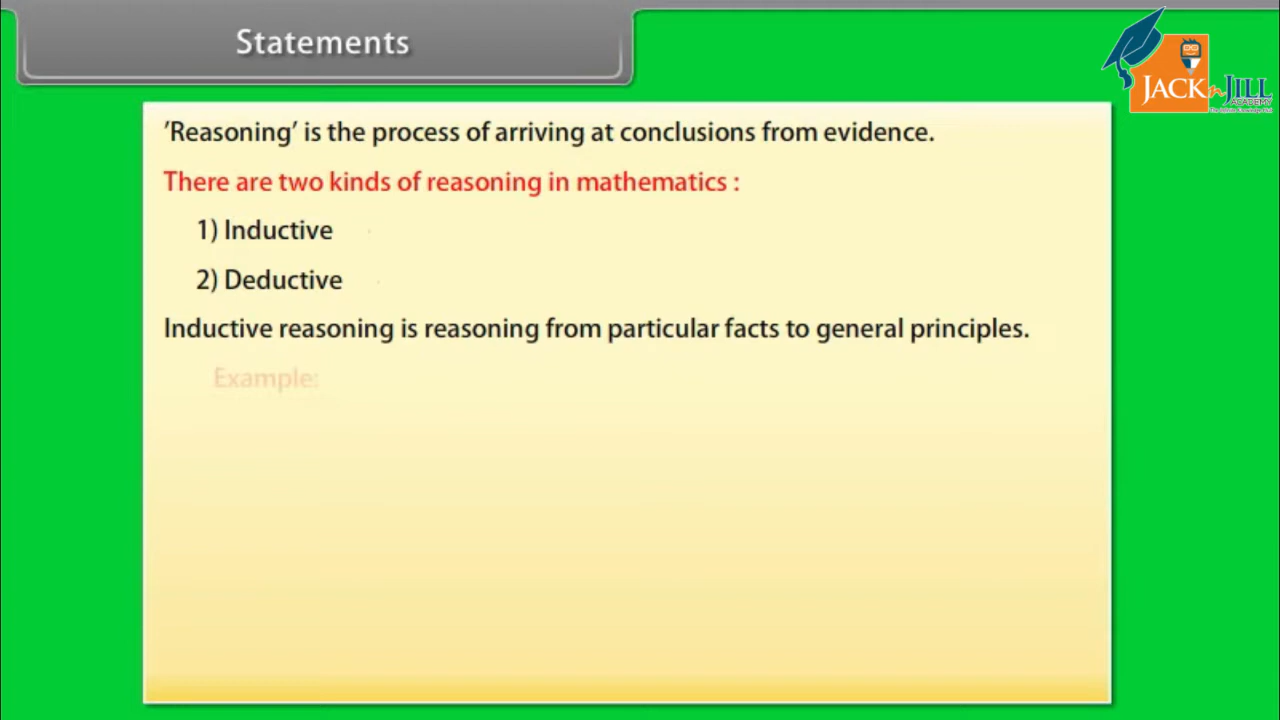 Statements
JACK n JILL
ACADEMY
'Reasoning' is the process of arriving at conclusions from evidence.
There are two kinds of reasoning in mathematics :
1) Inductive
2) Deductive
Inductive reasoning is reasoning from particular facts to general principles.
Example: